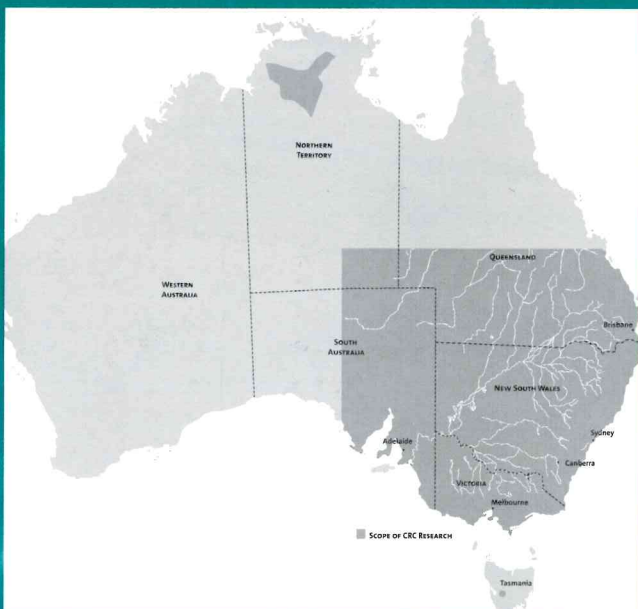 NORTHERN
TERRITORY
QUEENSLAND
WESTERN
AUSTRALIA
Brisbane
SOUTH
AUSTRALIA
NEW SOUTH WALES
Sydney
Adelaide
Canberra
VICTORIA
Melbourne
SCOPE OF CRC RESEARCH
Tasmania